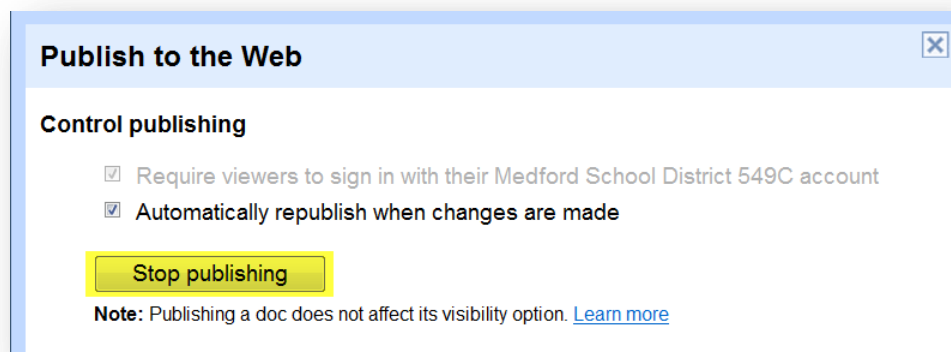 Publish to the Web
Control publishing
Require viewers to sign in with their Medford School District 549C account
Automatically republish when changes are made
Stop publishing
Note: Publishing a doc does not affect its visibility option. Learn more